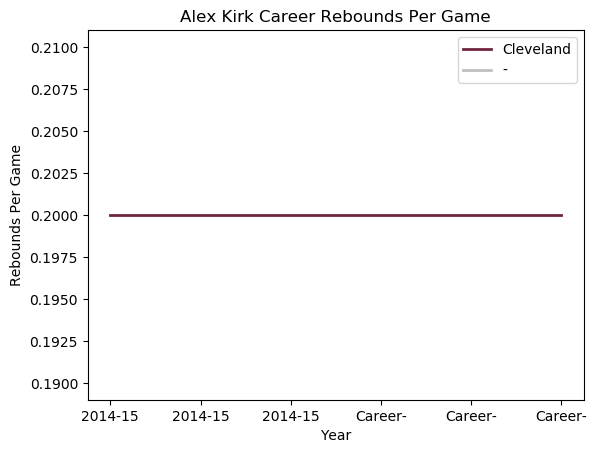 Alex Kirk Career Rebounds Per Game
Cleveland
-
0.2100
0.2075
0.2050
0.2025
0.2000
0.1975
0.1950
0.1925
0.1900
Rebounds Per Game
2014-15 2014-15 2014-15 Career- Career- Career-
Year